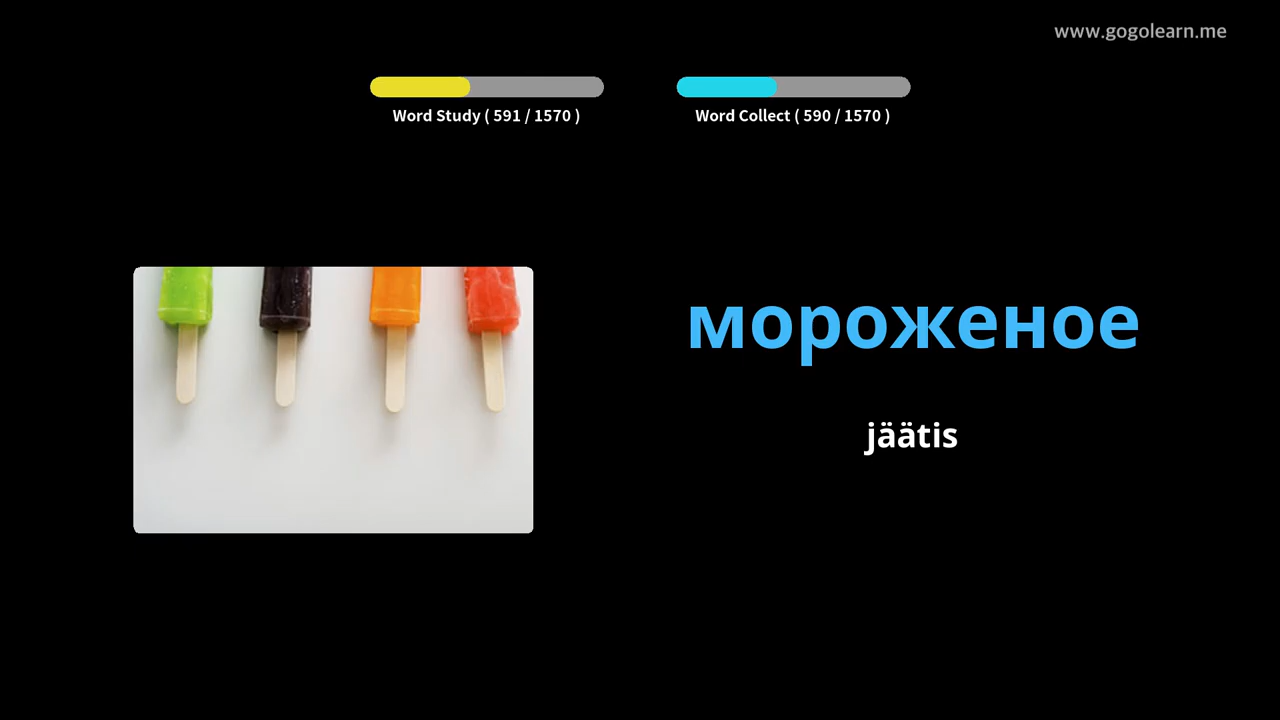 www.gogolearn.me
Word Study ( 591 / 1570 )
Word Collect ( 590 / 1570 )
мороженое
jäätis